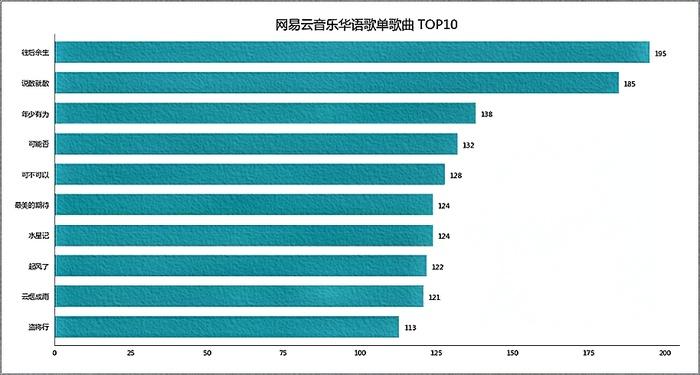 网易云音乐华语歌单歌曲 TOP10
往后余生 195
说散就散 185
年少有为 138
可能否 132
可不可以 128
最美的期待 124
水星记 124
起风了 122
云烟成雨 121
盗将行 113
0 25 50 75 100 125 150 175 200